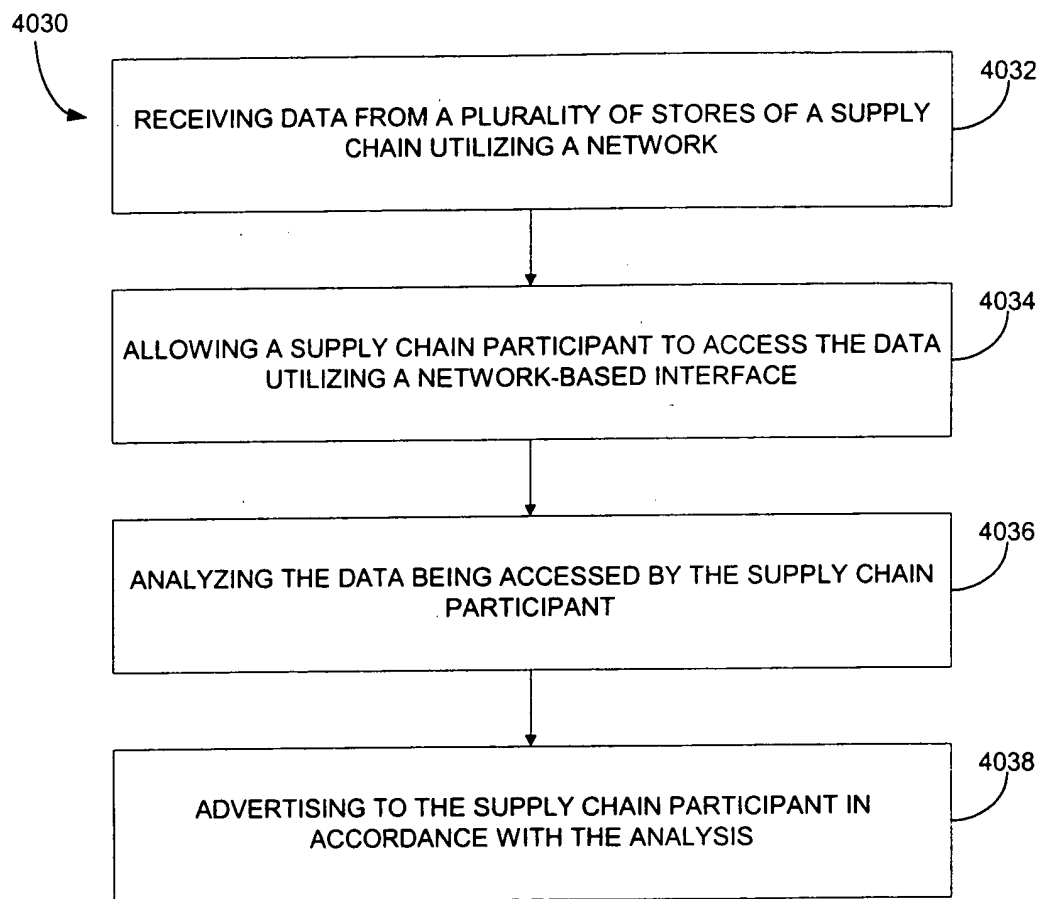 4030
4032
RECEIVING DATA FROM A PLURALITY OF STORES OF A SUPPLY
CHAIN UTILIZING A NETWORK
4034
ALLOWING A SUPPLY CHAIN PARTICIPANT TO ACCESS THE DATA
UTILIZING A NETWORK-BASED INTERFACE
4036
ANALYZING THE DATA BEING ACCESSED BY THE SUPPLY CHAIN
PARTICIPANT
4038
ADVERTISING TO THE SUPPLY CHAIN PARTICIPANT IN
ACCORDANCE WITH THE ANALYSIS